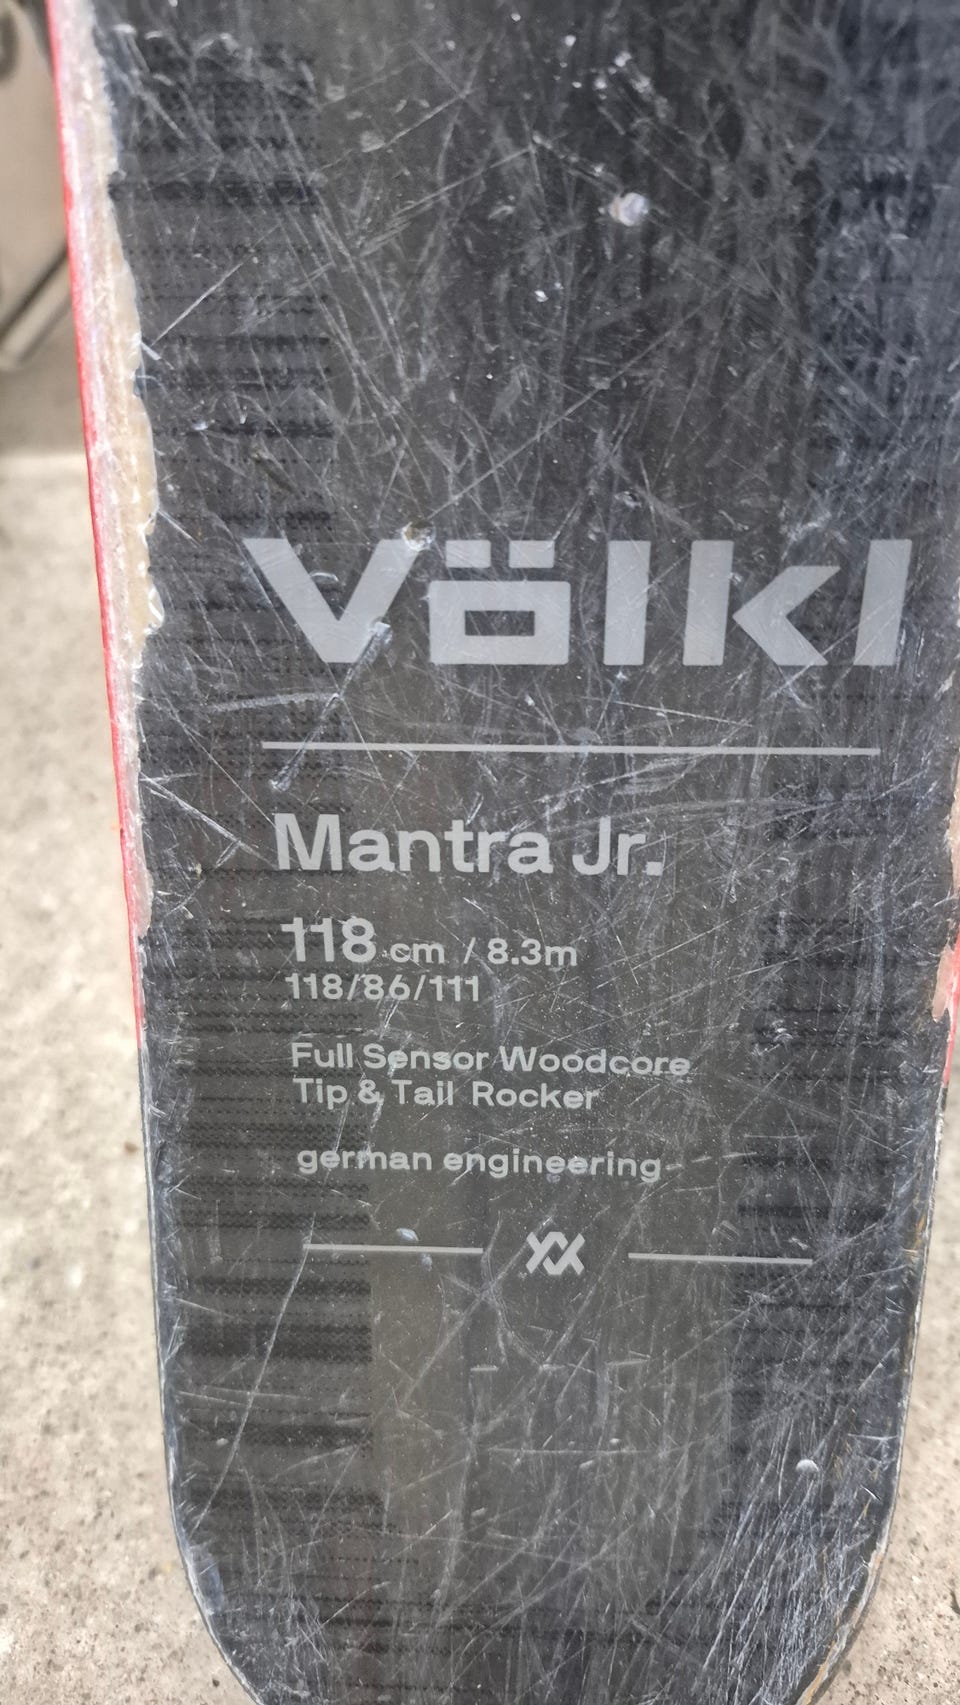 Völkl
Mantra Jr.
118 cm / 8.3m
118/86/111
Full Sensor Woodcore
Tip & Tail Rocker
german engineering